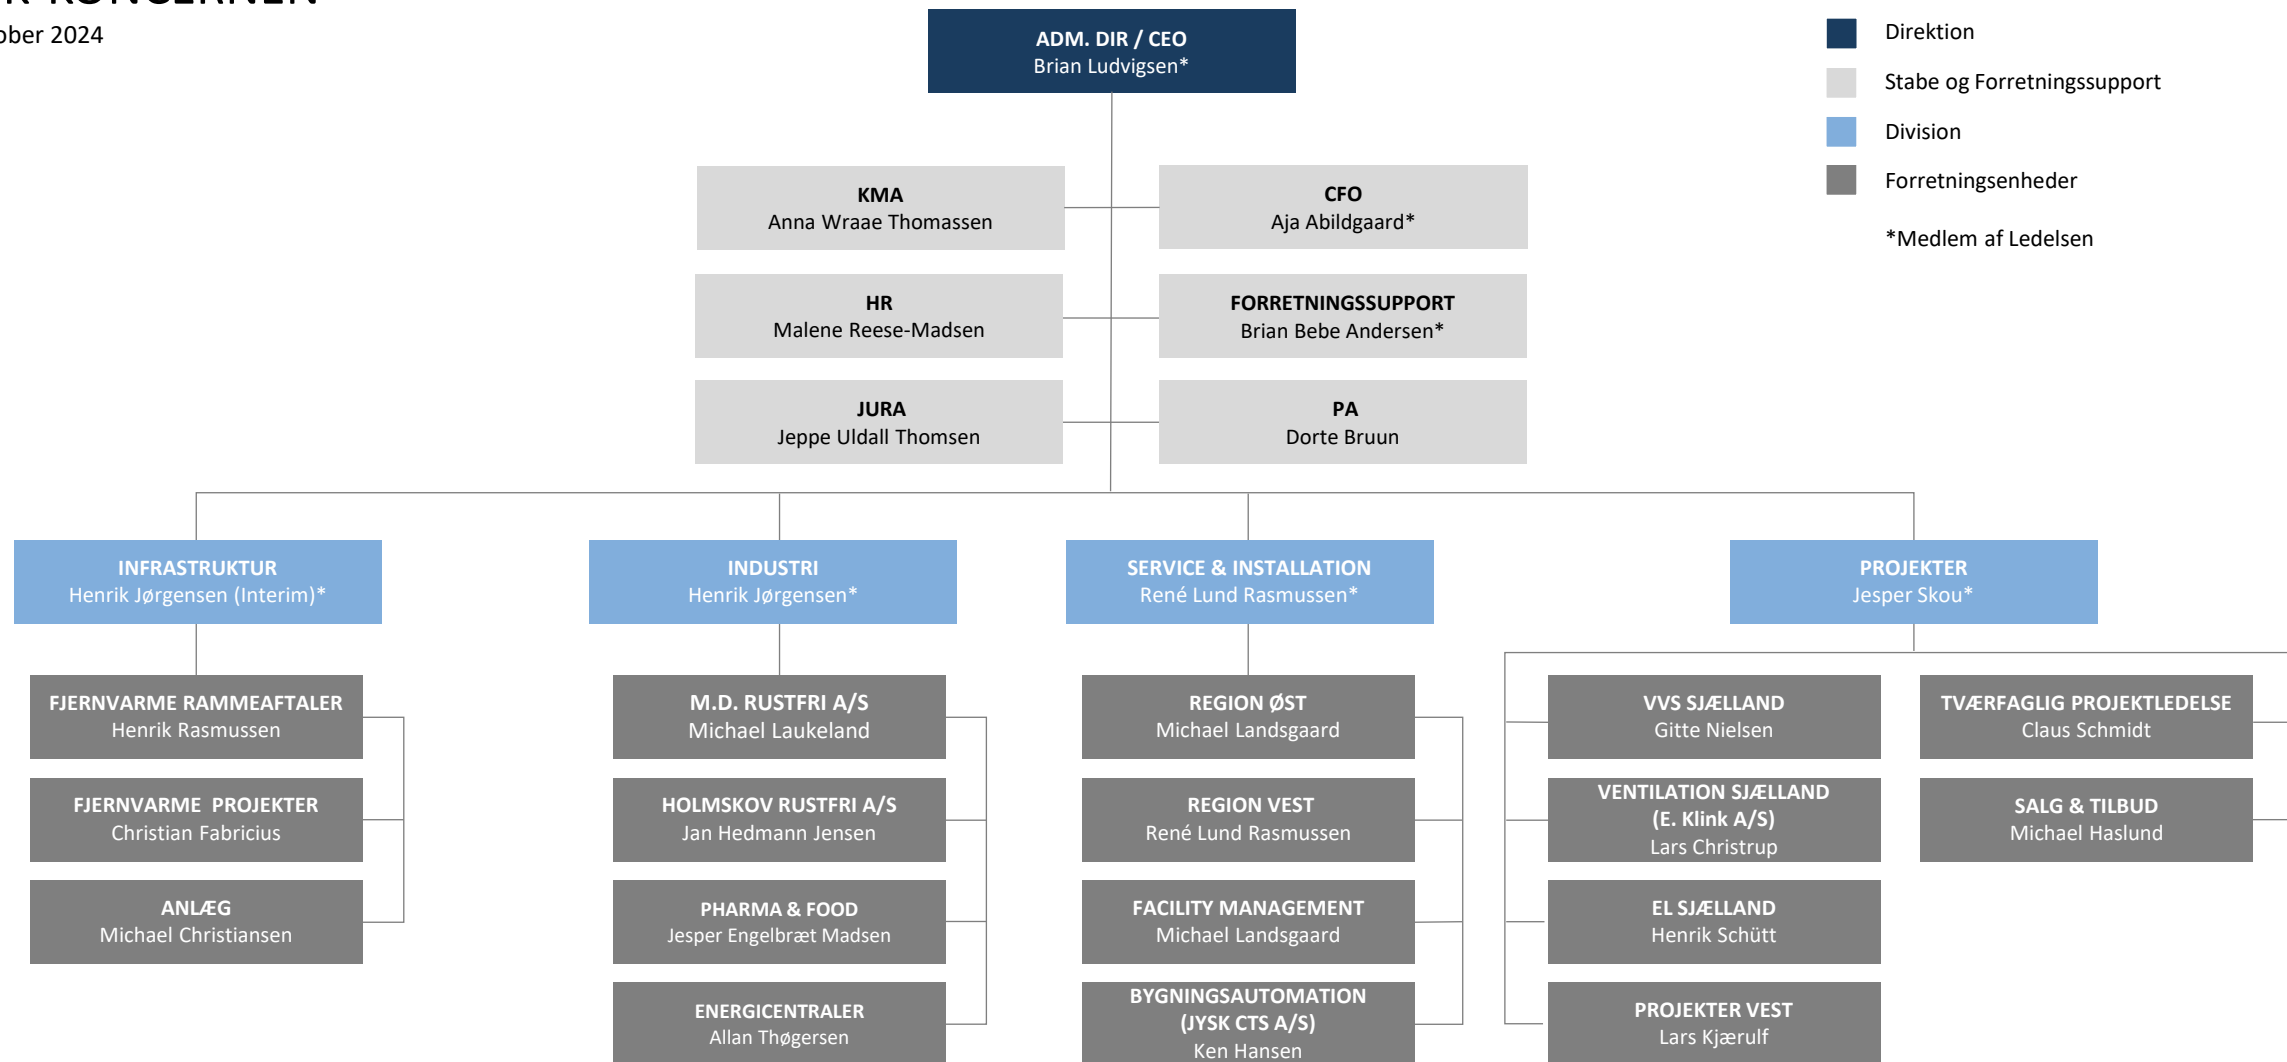 KONCERNEN
2024
ADM. DIR / CEO
Brian Ludvigsen*
Direktion
Stabe og Forretningssupport
Division
Forretningsenheder
*Medlem af Ledelsen
KMA
Anna Wraae Thomassen
CFO
Aja Abildgaard*
HR
Malene Reese-Madsen
FORRETNINGSSUPPORT
Brian Bebe Andersen*
JURA
Jeppe Uldall Thomsen
PA
Dorte Bruun
INFRASTRUKTUR
Henrik Jørgensen (Interim)*
INDUSTRI
Henrik Jørgensen*
SERVICE & INSTALLATION
René Lund Rasmussen*
PROJEKTER
Jesper Skou*
FJERNVARME RAMMEAFTALER
Henrik Rasmussen
FJERNVARME  PROJEKTER
Christian Fabricius
ANLÆG
Michael Christiansen
M.D. RUSTFRI A/S
Michael Laukeland
HOLMSKOV RUSTFRI A/S
Jan Hedmann Jensen
PHARMA & FOOD
Jesper Engelbræt Madsen
ENERGICENTRALER
Allan Thøgersen
REGION ØST
Michael Landsgaard
REGION VEST
René Lund Rasmussen
FACILITY MANAGEMENT
Michael Landsgaard
BYGNINGSAUTOMATION
(JYSK CTS A/S)
Ken Hansen
VVS SJÆLLAND
Gitte Nielsen
VENTILATION SJÆLLAND
(E. Klink A/S)
Lars Christrup
EL SJÆLLAND
Henrik Schütt
PROJEKTER VEST
Lars Kjærulf
TVÆRFAGLIG PROJEKTLEDELSE
Claus Schmidt
SALG & TILBUD
Michael Haslund